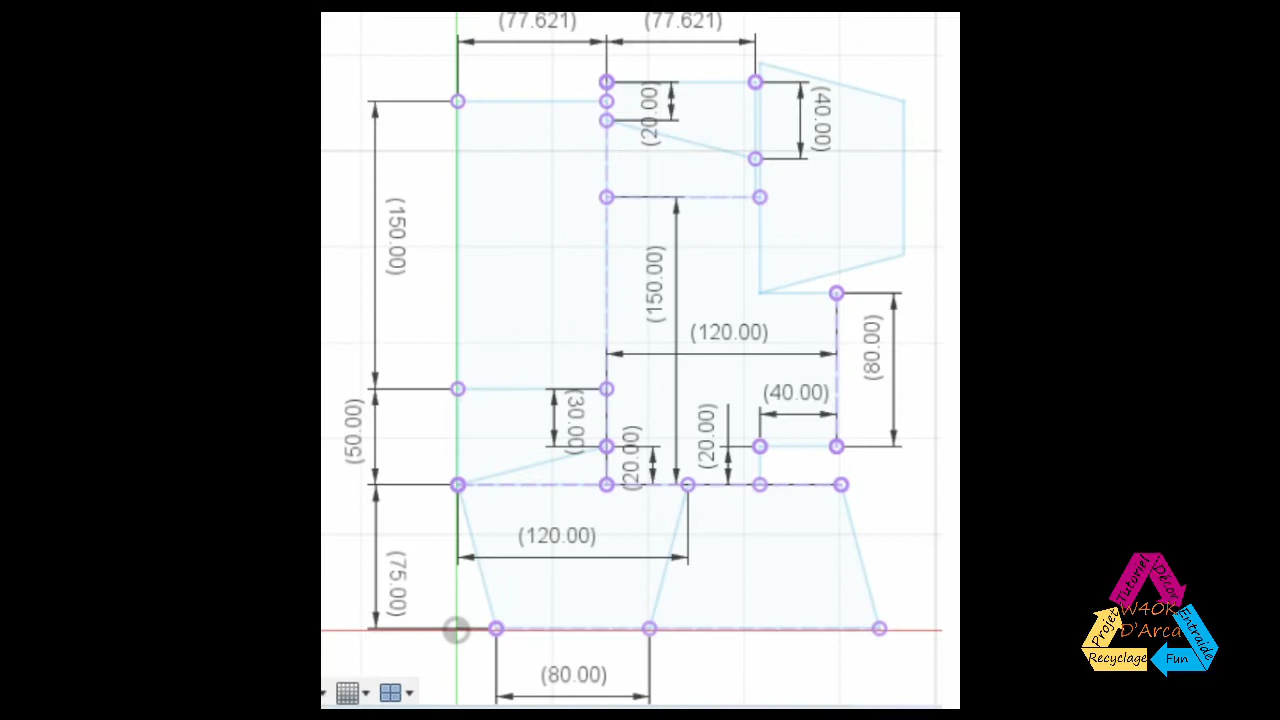 (77.621) (77.621)
(20.00)
(40.00)
(150.00)
(150.00)
(120.00)
(80.00)
(40.00)
(30.00)
(50.00)
(20.00)
(20.00)
(120.00)
(75.00)
(80.00)
Tutoriel
Décor
Entraide
Fun
Recyclage
Projet
W4OK
D'Arca